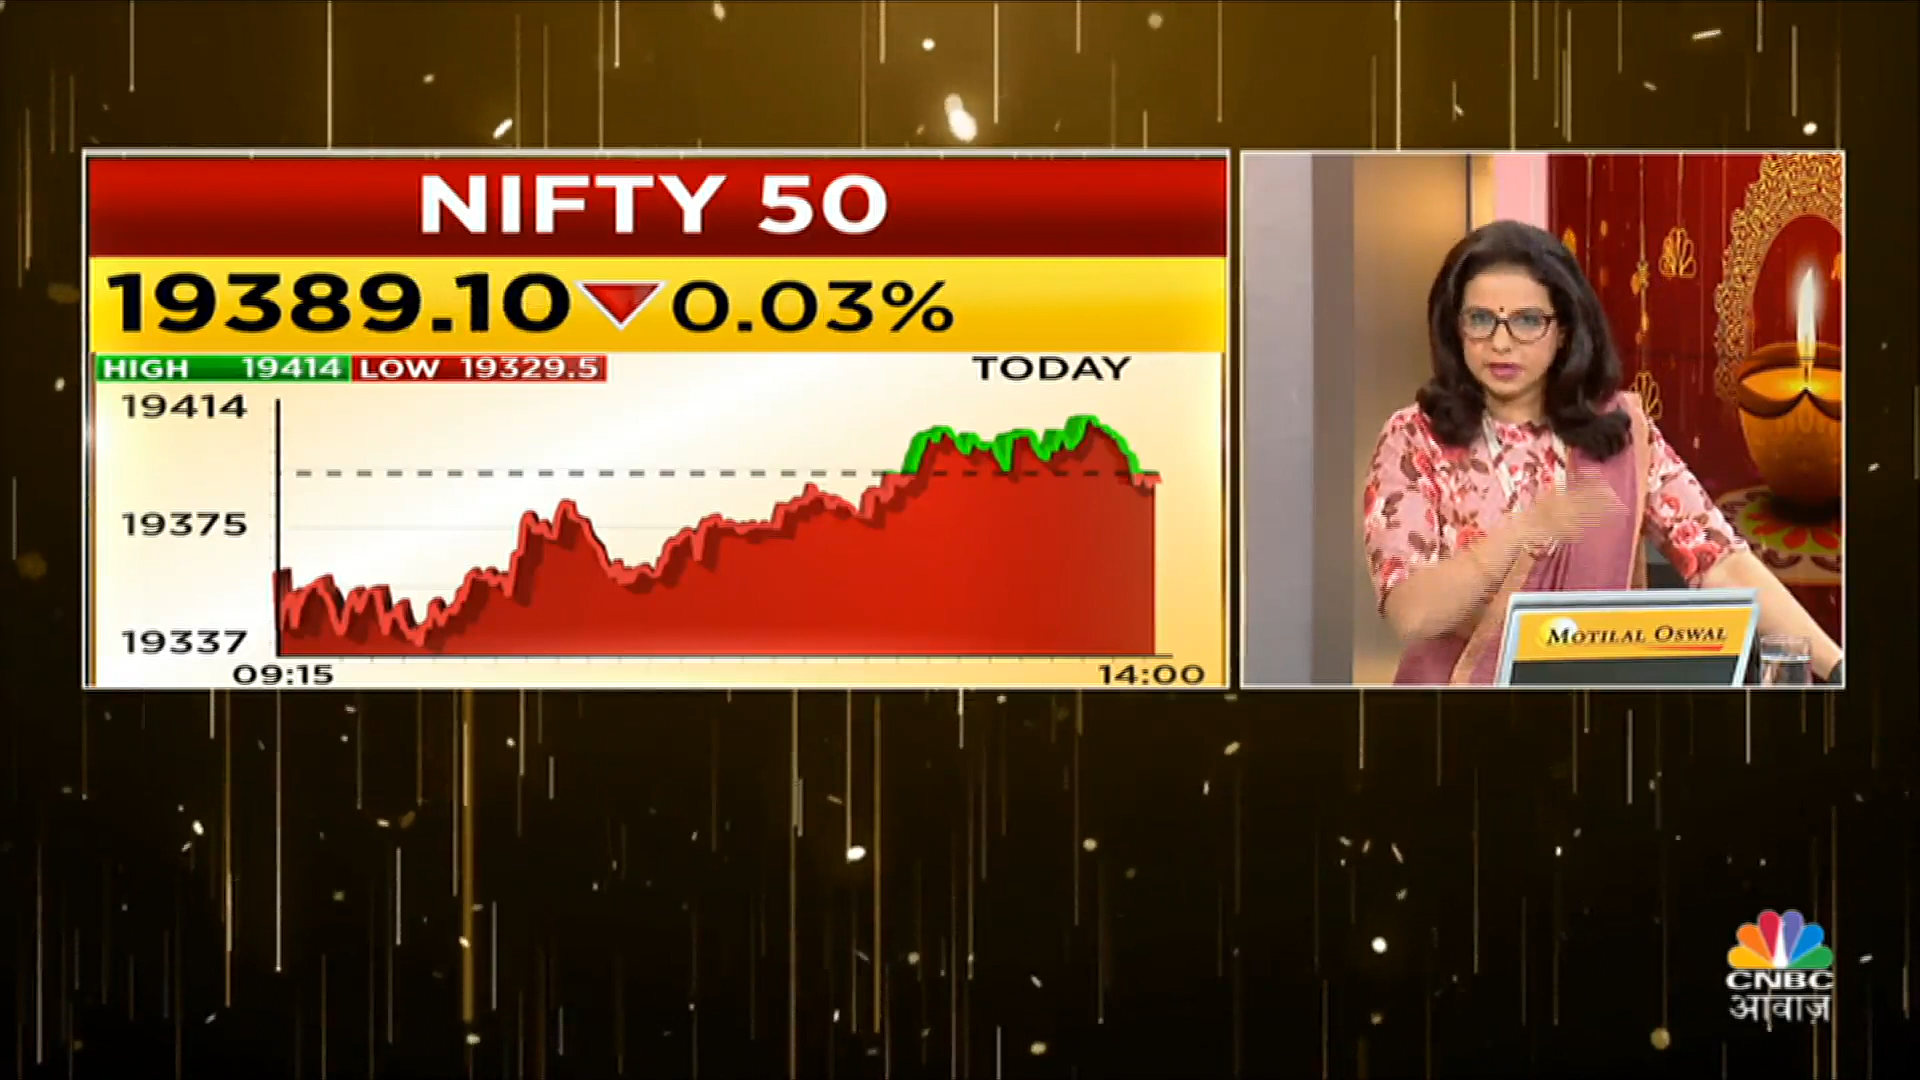 NIFTY 50
19389.10 0.03%
HIGH 19414 LOW 19329.5 TODAY
19414
19375
19337
09:15 14:00
MOTILAL OSWAL
CNBC
आवाज़